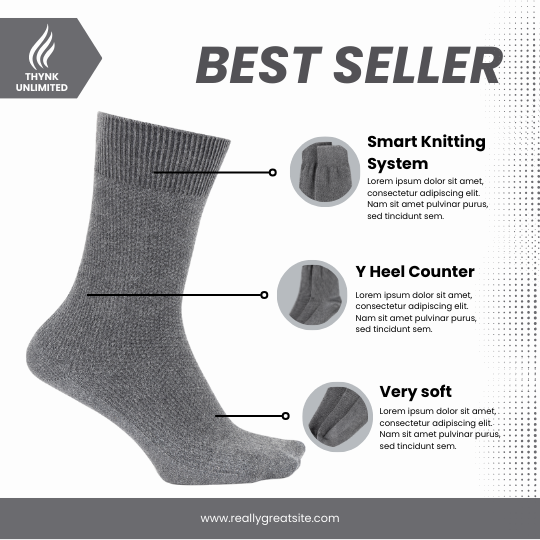 THYNK
UNLIMITED
BEST SELLER
Smart Knitting
System
Lorem ipsum dolor sit amet,
consectetur adipiscing elit.
Nam sit amet pulvinar purus,
sed tincidunt sem.
Y Heel Counter
Lorem ipsum dolor sit amet,
consectetur adipiscing elit.
Nam sit amet pulvinar purus,
sed tincidunt sem.
Very soft
Lorem ipsum dolor sit amet,
consectetur adipiscing elit.
Nam sit amet pulvinar purus,
sed tincidunt sem.
www.reallygreatsite.com